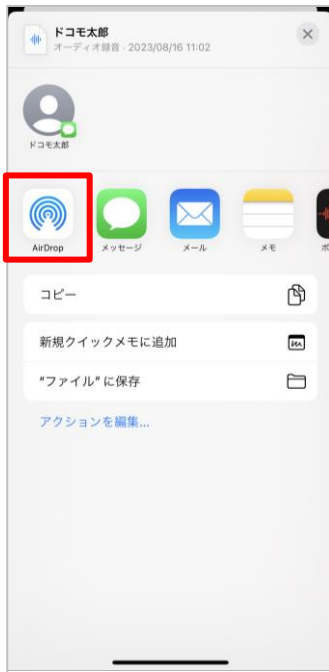 ドコモ太郎
オーディオ録音・2023/08/16 11:02
ドコモ太郎
AirDrop
メッセージ
メール
メモ
コピー
新規クイックメモに追加
“ファイル”に保存
アクションを編集...